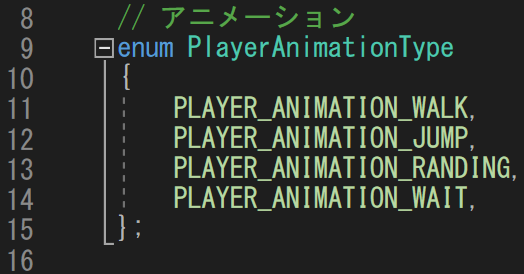 8 // アニメーション
9 enum PlayerAnimationType
10 {
11 PLAYER_ANIMATION_WALK,
12 PLAYER_ANIMATION_JUMP,
13 PLAYER_ANIMATION_RANDING,
14 PLAYER_ANIMATION_WAIT,
15 };
16